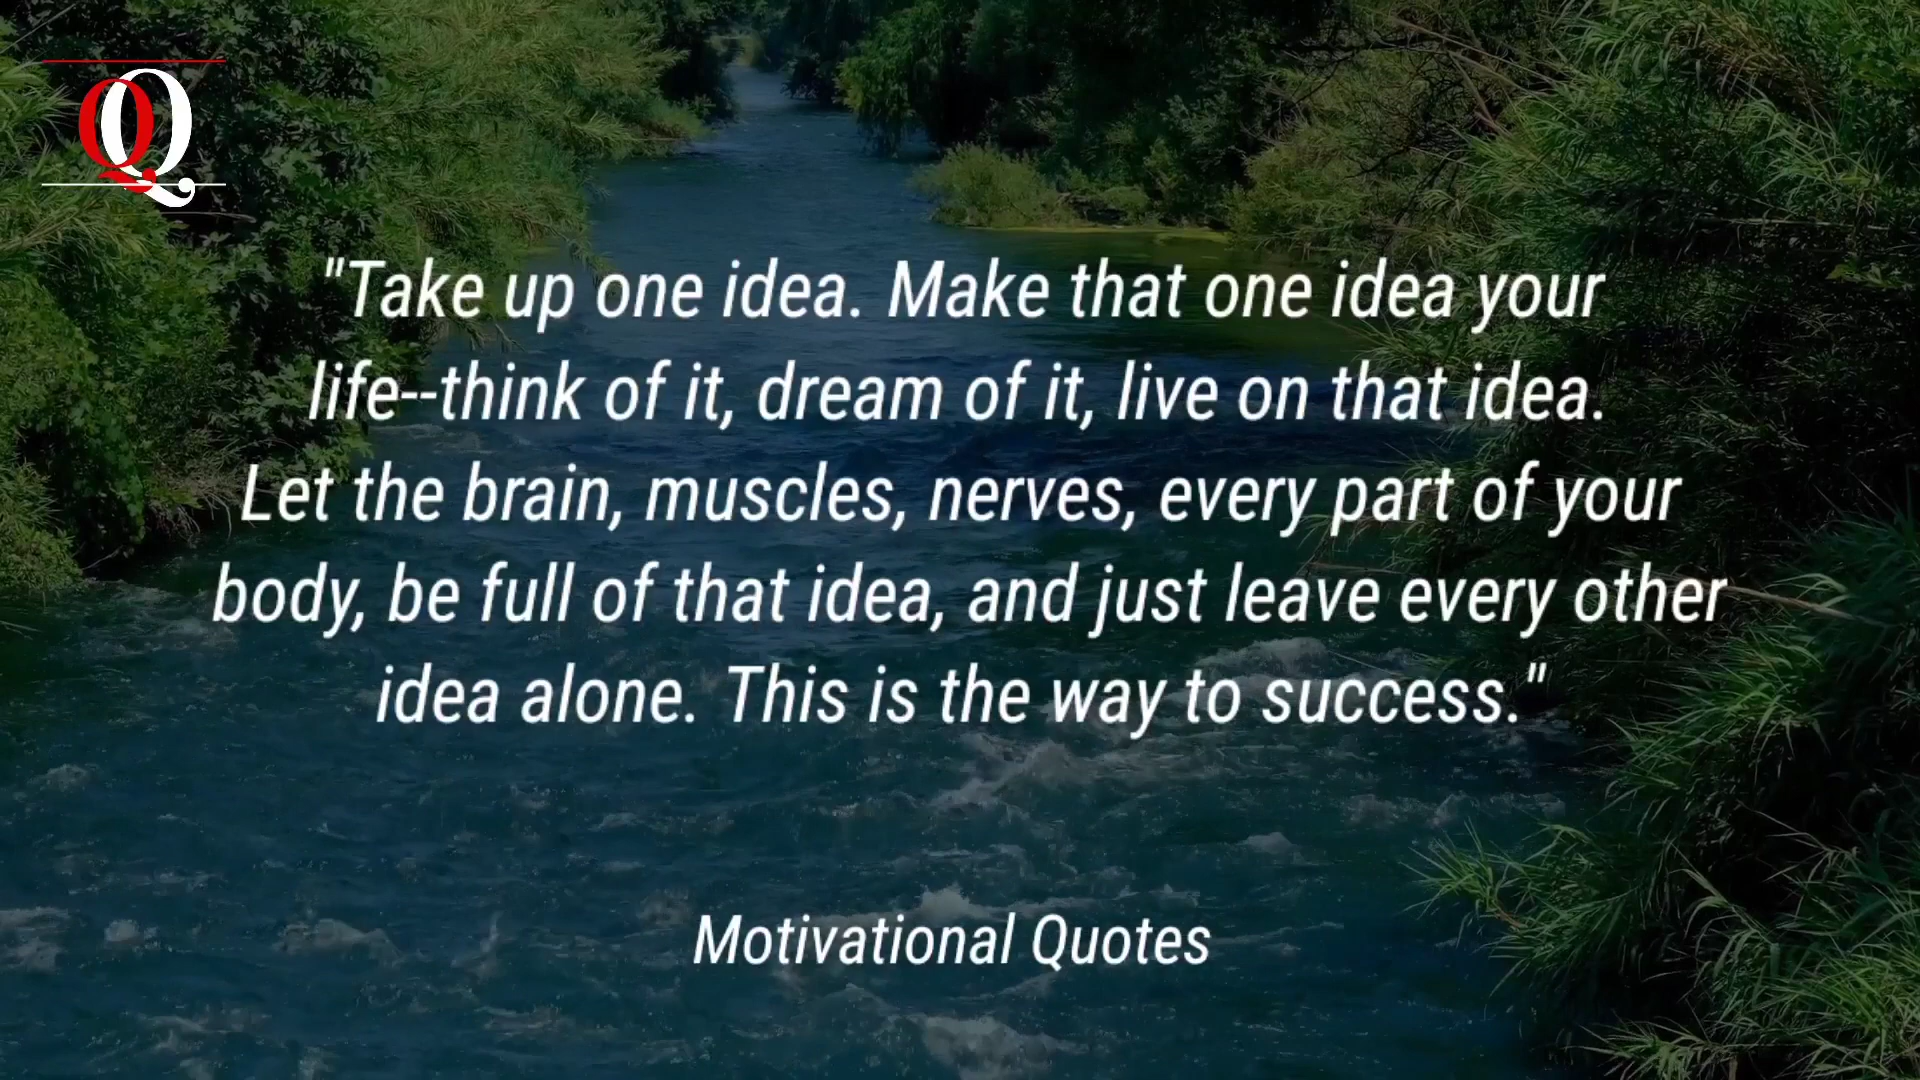 QQ
"Take up one idea. Make that one idea your
life--think of it, dream of it, live on that idea.
Let the brain, muscles, nerves, every part of your
body, be full of that idea, and just leave every other
idea alone. This is the way to success."
Motivational Quotes